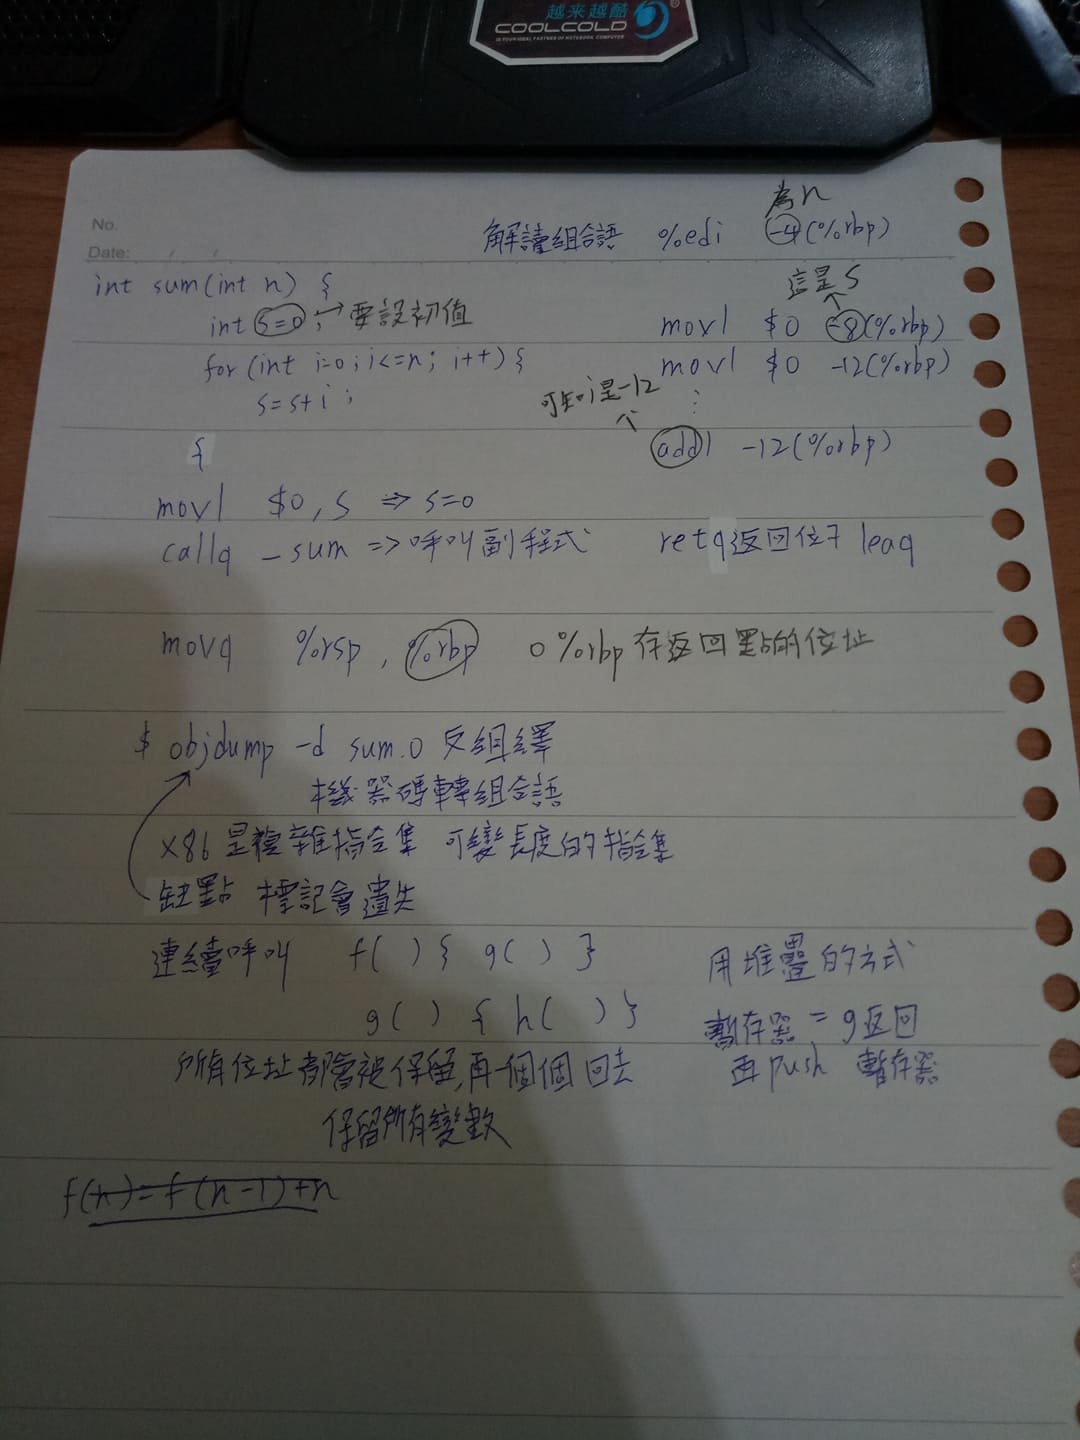 越来越酷
COOLCOLD
IS YOUR IDEAL PARTNER OF NOTEBOOK COMPUTER
No.
Date: / /
為n
解讀組合語 %edi -4(%rbp)
int sum(int n) {
這是 S
int s=0; → 要設初值
movl $0 -8(%rbp)
for (int i=0; i<=n; i++) {
movl $0 -12(%rbp)
s=s+i;
可知i是-12
⋮
{
addl -12(%rbp)
movl $0, s => s=0
callq _sum => 呼叫副程式 retq返回位子 leaq
movq %rsp, %rbp 0 %rbp 存返回點的位址
$ objdump -d sum.o 反組繹
機器碼轉組合語
x86 是複雜指令集 可變長度的指令集
缺點 標記會遺失
連續呼叫 f( ) { g( ) }
用堆疊的方式
g( ) { h( ) }
暫存器 = g返回
所有位址都會被保留,再一個個回去
再push 暫存器
保留所有變數
f(n)= f(n-1)+n